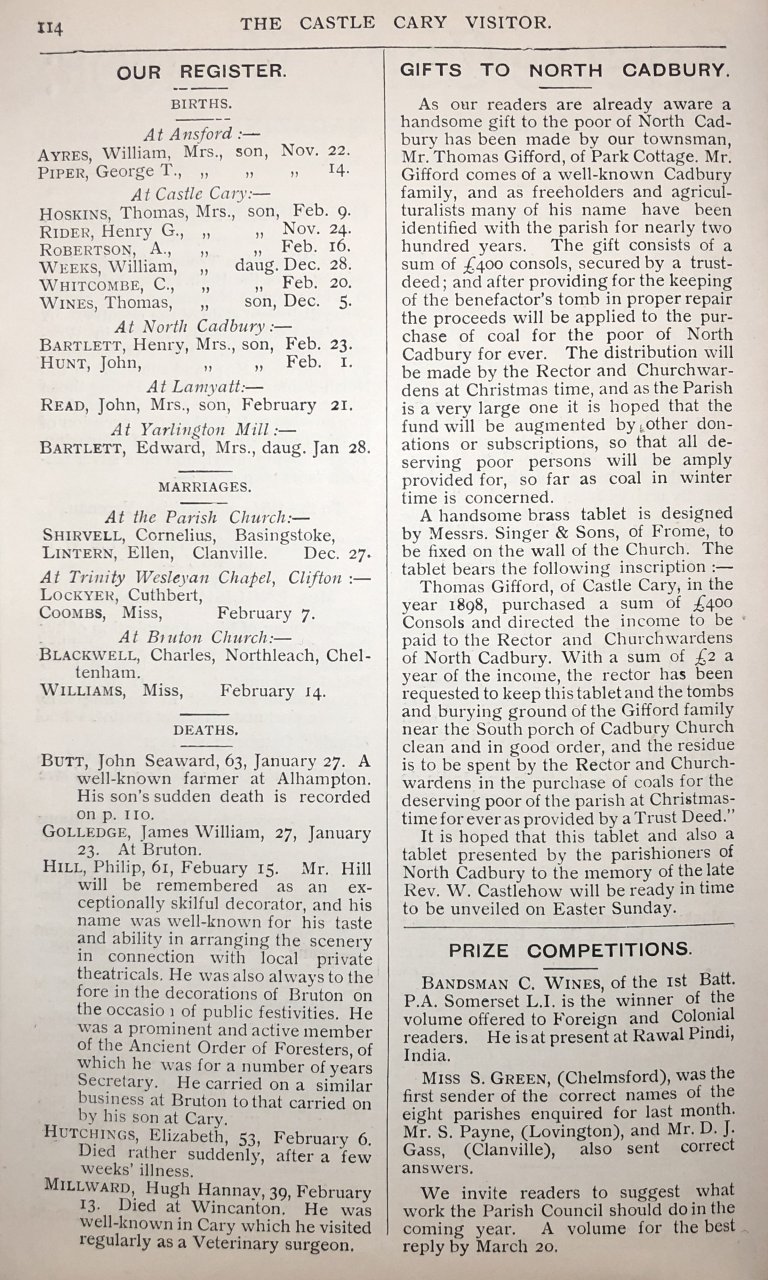 114
THE CASTLE CARY VISITOR.
OUR REGISTER.
BIRTHS.
At Ansford :—
AYRES, William, Mrs., son, Nov. 22.
PIPER, George T., „ „ „ 14.
At Castle Cary:—
HOSKINS, Thomas, Mrs., son, Feb. 9.
RIDER, Henry G., „ „ Nov. 24.
ROBERTSON, A., „ „ Feb. 16.
WEEKS, William, „ daug. Dec. 28.
WHITCOMBE, C., „ „ Feb. 20.
WINES, Thomas, „ son, Dec. 5.
At North Cadbury :—
BARTLETT, Henry, Mrs., son, Feb. 23.
HUNT, John, „ „ Feb. 1.
At Lamyatt:—
READ, John, Mrs., son, February 21.
At Yarlington Mill :—
BARTLETT, Edward, Mrs., daug. Jan 28.
MARRIAGES.
At the Parish Church:—
SHIRVELL, Cornelius, Basingstoke,
LINTERN, Ellen, Clanville. Dec. 27.
At Trinity Wesleyan Chapel, Clifton :—
LOCKYER, Cuthbert,
COOMBS, Miss, February 7.
At Bruton Church:—
BLACKWELL, Charles, Northleach, Chel-
tenham.
WILLIAMS, Miss, February 14.
DEATHS.
BUTT, John Seaward, 63, January 27. A
well-known farmer at Alhampton.
His son's sudden death is recorded
on p. 110.
GOLLEDGE, James William, 27, January
23. At Bruton.
HILL, Philip, 61, Febuary 15. Mr. Hill
will be remembered as an ex-
ceptionally skilful decorator, and his
name was well-known for his taste
and ability in arranging the scenery
in connection with local private
theatricals. He was also always to the
fore in the decorations of Bruton on
the occasio1 of public festivities. He
was a prominent and active member
of the Ancient Order of Foresters, of
which he was for a number of years
Secretary. He carried on a similar
business at Bruton to that carried on
by his son at Cary.
HUTCHINGS, Elizabeth, 53, February 6.
Died rather suddenly, after a few
weeks' illness.
MILLWARD, Hugh Hannay, 39, February
13. Died at Wincanton. He was
well-known in Cary which he visited
regularly as a Veterinary surgeon.
GIFTS TO NORTH CADBURY.
As our readers are already aware a
handsome gift to the poor of North Cad-
bury has been made by our townsman,
Mr. Thomas Gifford, of Park Cottage. Mr.
Gifford comes of a well-known Cadbury
family, and as freeholders and agricul-
turalists many of his name have been
identified with the parish for nearly two
hundred years. The gift consists of a
sum of £400 consols, secured by a trust-
deed; and after providing for the keeping
of the benefactor's tomb in proper repair
the proceeds will be applied to the pur-
chase of coal for the poor of North
Cadbury for ever. The distribution will
be made by the Rector and Churchwar-
dens at Christmas time, and as the Parish
is a very large one it is hoped that the
fund will be augmented by other don-
ations or subscriptions, so that all de-
serving poor persons will be amply
provided for, so far as coal in winter
time is concerned.
A handsome brass tablet is designed
by Messrs. Singer & Sons, of Frome, to
be fixed on the wall of the Church. The
tablet bears the following inscription :—
Thomas Gifford, of Castle Cary, in the
year 1898, purchased a sum of £400
Consols and directed the income to be
paid to the Rector and Churchwardens
of North Cadbury. With a sum of £2 a
year of the income, the rector has been
requested to keep this tablet and the tombs
and burying ground of the Gifford family
near the South porch of Cadbury Church
clean and in good order, and the residue
is to be spent by the Rector and Church-
wardens in the purchase of coals for the
deserving poor of the parish at Christmas-
time for ever as provided by a Trust Deed."
It is hoped that this tablet and also a
tablet presented by the parishioners of
North Cadbury to the memory of the late
Rev. W. Castlehow will be ready in time
to be unveiled on Easter Sunday.
PRIZE COMPETITIONS.
BANDSMAN C. WINES, of the 1st Batt.
P.A. Somerset L.I. is the winner of the
volume offered to Foreign and Colonial
readers. He is at present at Rawal Pindi,
India.
MISS S. GREEN, (Chelmsford), was the
first sender of the correct names of the
eight parishes enquired for last month.
Mr. S. Payne, (Lovington), and Mr. D. J.
Gass, (Clanville), also sent correct
answers.
We invite readers to suggest what
work the Parish Council should do in the
coming year. A volume for the best
reply by March 20.